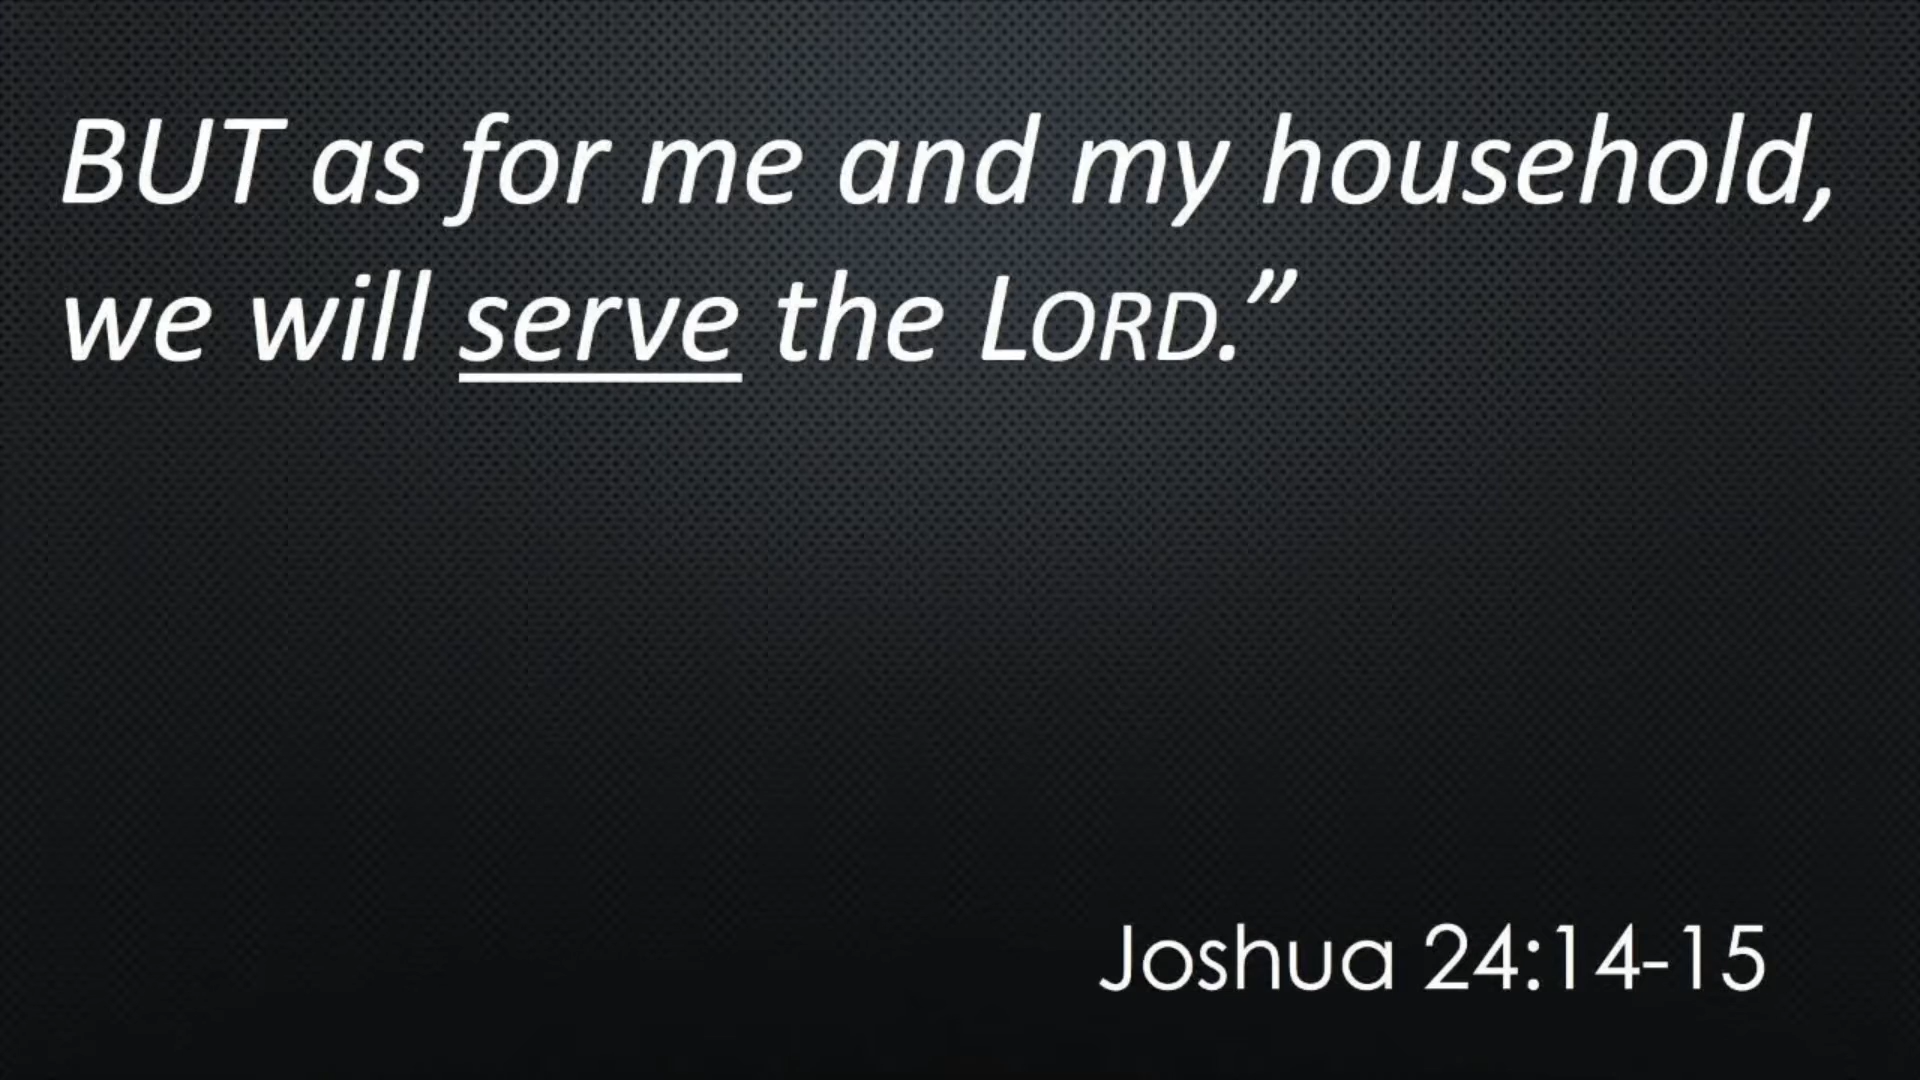 BUT as for me and my household,
we will serve the LORD.”
Joshua 24:14-15